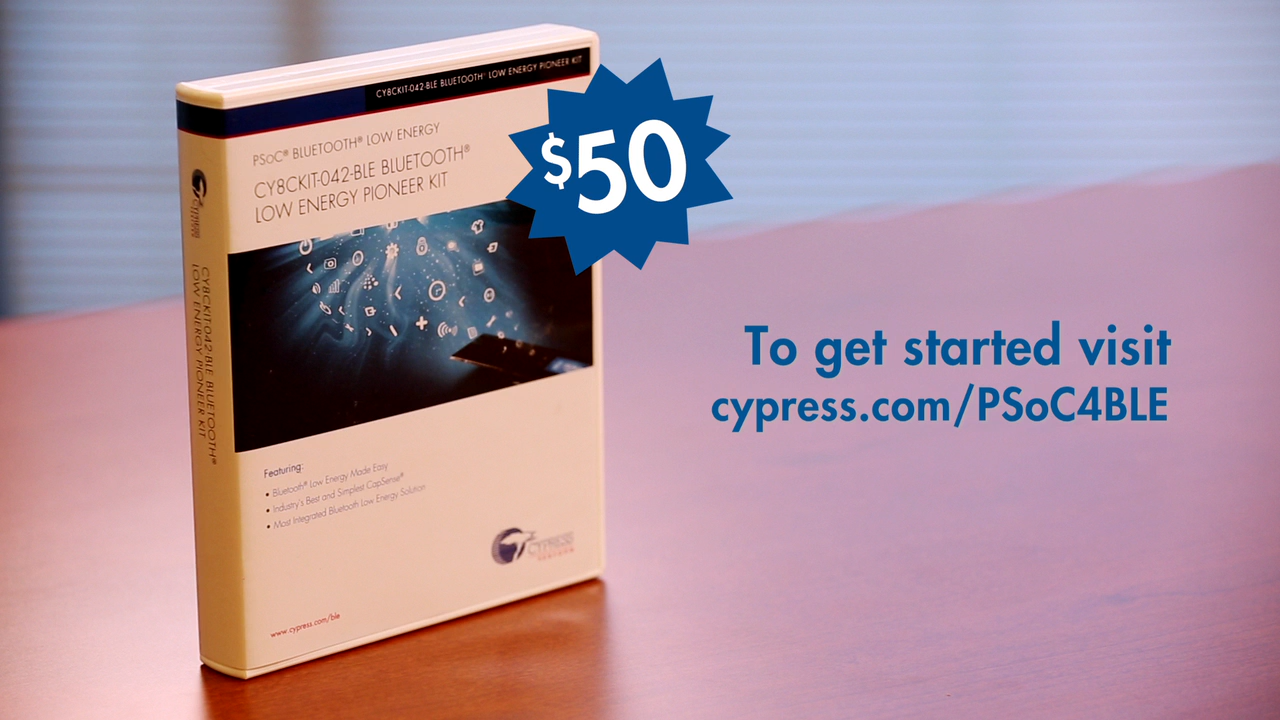 CY8CKIT-042-BLE BLUETOOTH® LOW ENERGY PIONEER KIT
PSoC® BLUETOOTH® LOW ENERGY
CY8CKIT-042-BLE BLUETOOTH®
LOW ENERGY PIONEER KIT
$50
CYPRESS
CY8CKIT-042-BLE BLUETOOTH®
LOW ENERGY PIONEER KIT
To get started visit
cypress.com/PSoC4BLE
Featuring:
• Bluetooth® Low Energy Made Easy
• Industry's Best and Simplest CapSense®
• Most Integrated Bluetooth Low Energy Solution
CYPRESS
PERFORM
www.cypress.com/ble